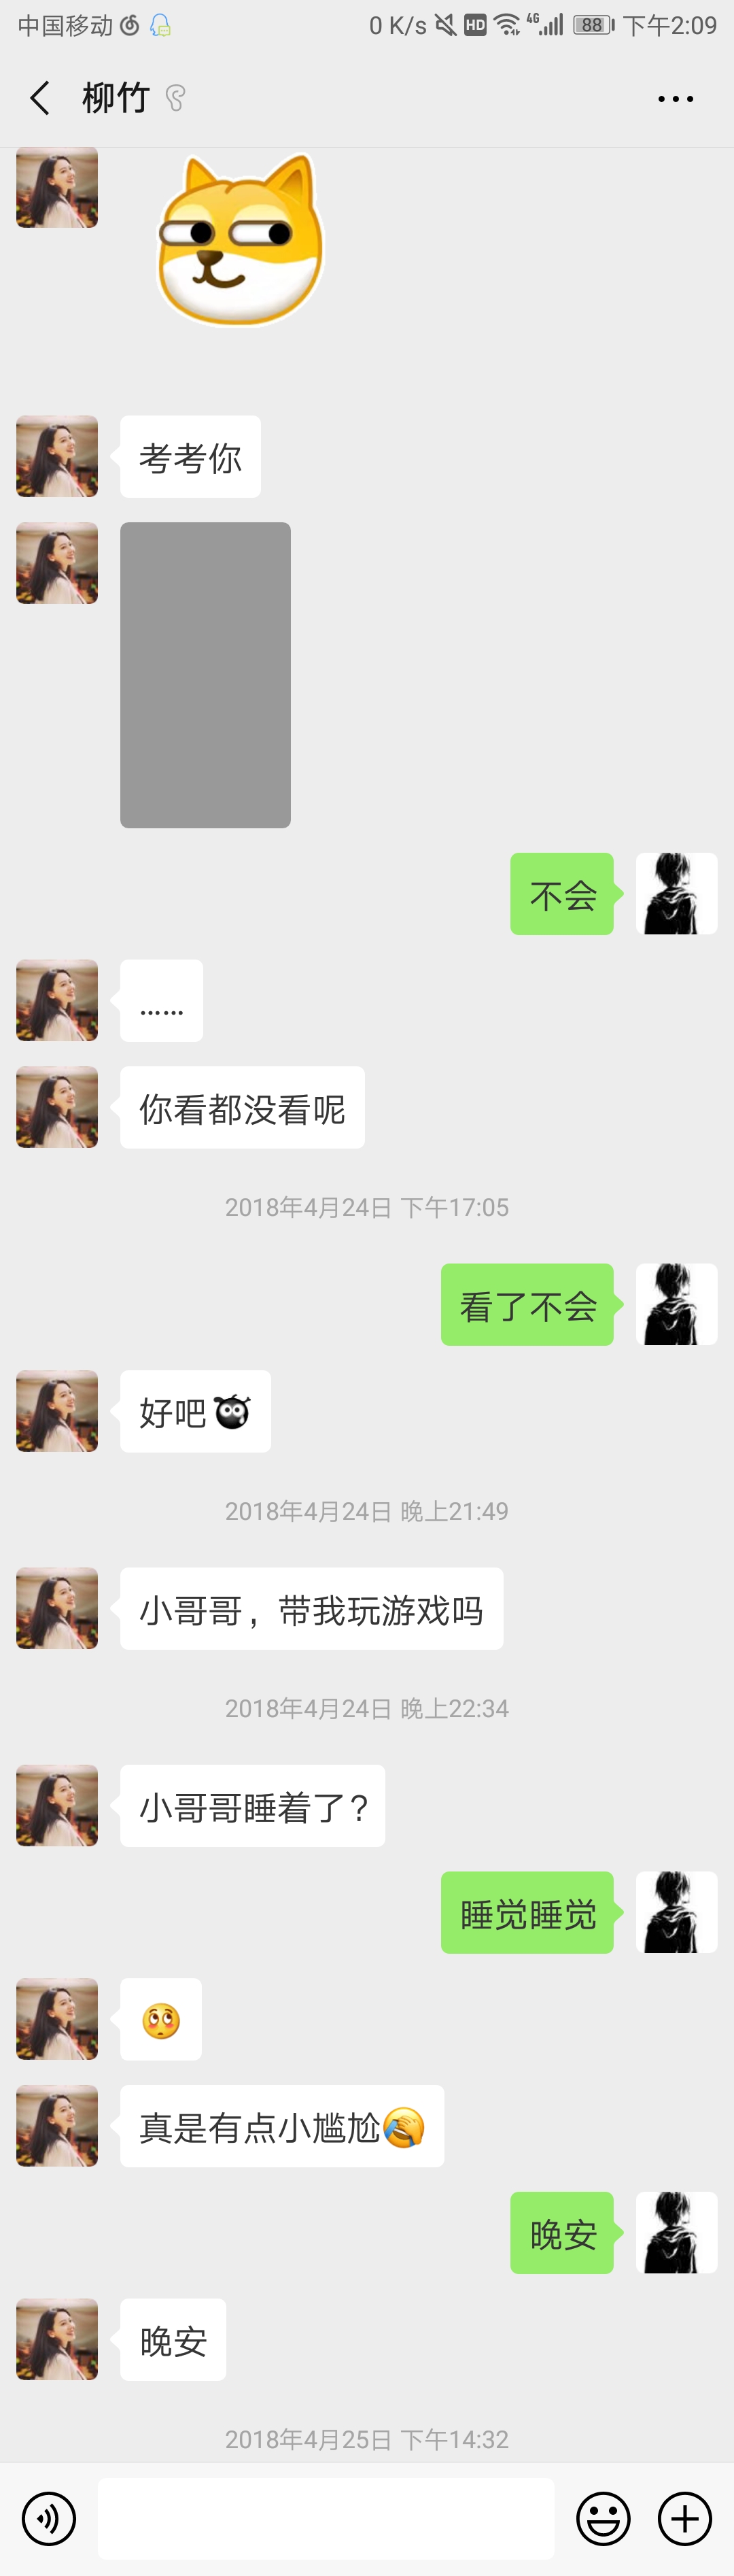 中国移动 0 K/s HD 4G 88 下午2:09
柳竹
考考你
不会
……
你看都没看呢
2018年4月24日 下午17:05
看了不会
好吧
2018年4月24日 晚上21:49
小哥哥，带我玩游戏吗
2018年4月24日 晚上22:34
小哥哥睡着了?
睡觉睡觉
真是有点小尴尬
晚安
晚安
2018年4月25日 下午14:32